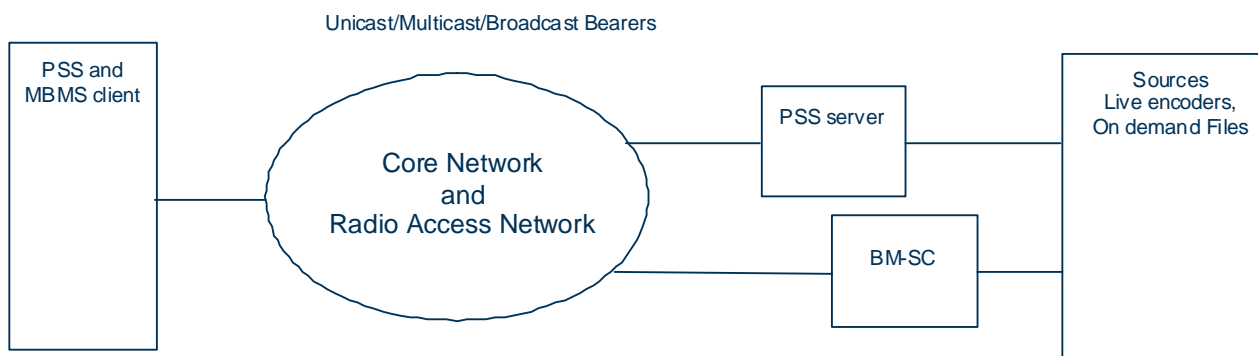 Unicast/Multicast/Broadcast Bearers
PSS and
MBMS client
Core Network
and
Radio Access Network
PSS server
BM-SC
Sources
Live encoders,
On demand Files